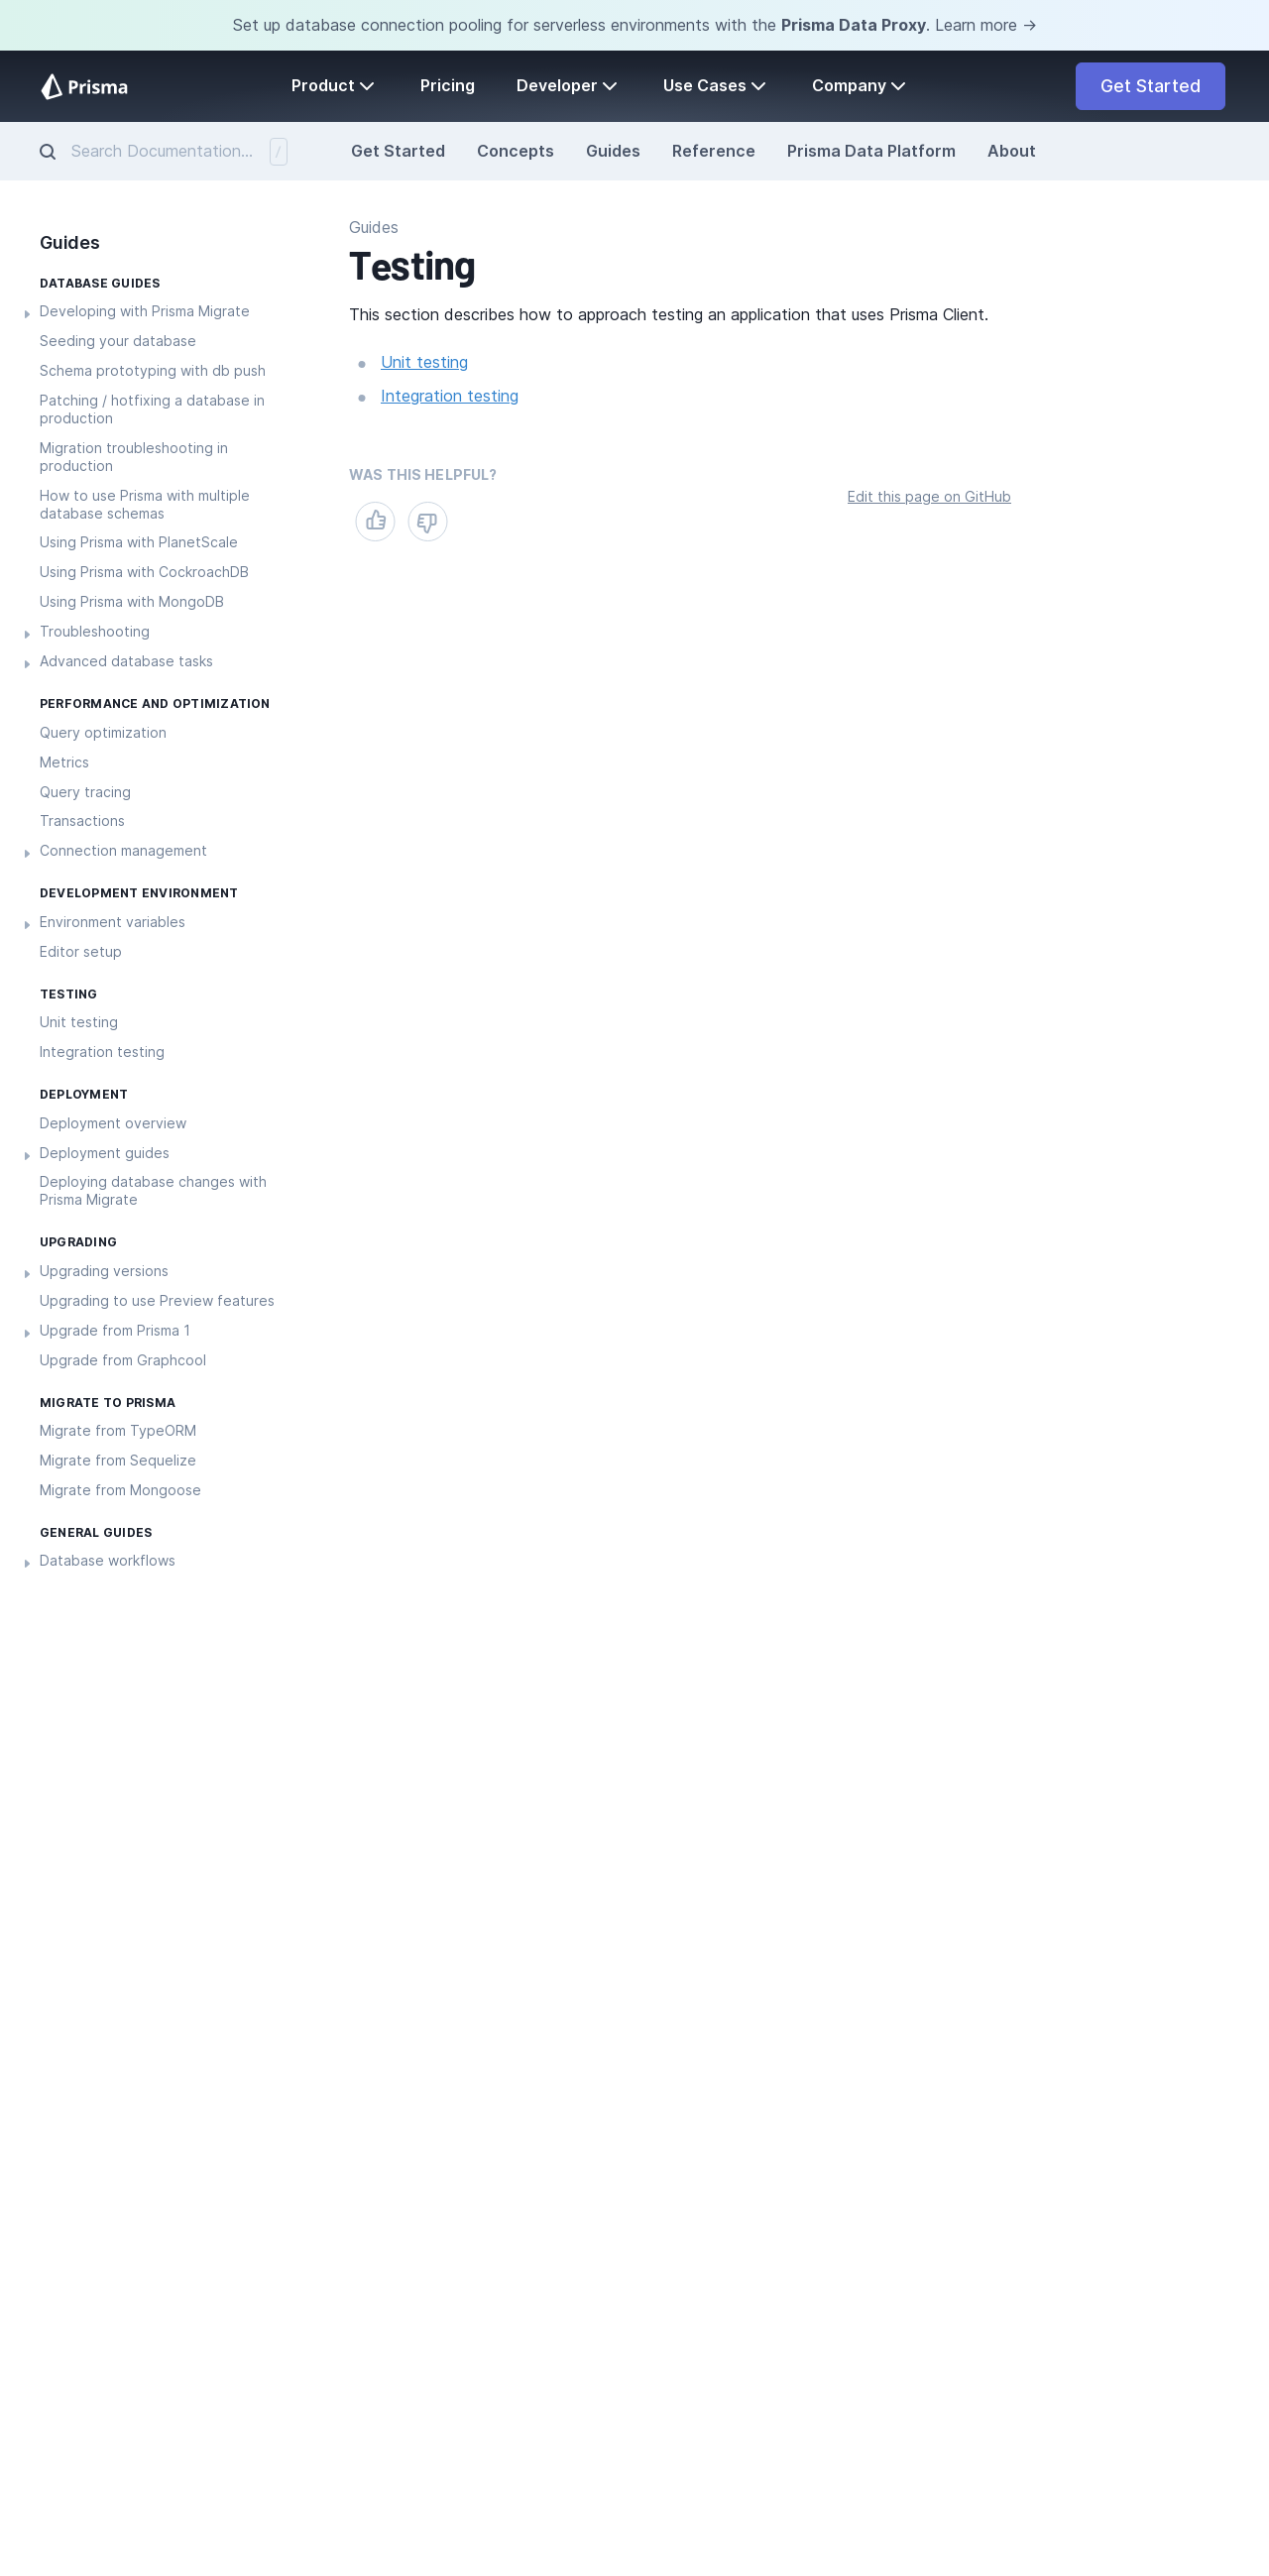 Set up database connection pooling for serverless environments with the Prisma Data Proxy. Learn more →
Prisma
Product
Pricing
Developer
Use Cases
Company
Get Started
Search Documentation...
/
Get Started
Concepts
Guides
Reference
Prisma Data Platform
About
Guides
DATABASE GUIDES
Developing with Prisma Migrate
Seeding your database
Schema prototyping with db push
Patching / hotfixing a database in
production
Migration troubleshooting in
production
How to use Prisma with multiple
database schemas
Using Prisma with PlanetScale
Using Prisma with CockroachDB
Using Prisma with MongoDB
Troubleshooting
Advanced database tasks
PERFORMANCE AND OPTIMIZATION
Query optimization
Metrics
Query tracing
Transactions
Connection management
DEVELOPMENT ENVIRONMENT
Environment variables
Editor setup
TESTING
Unit testing
Integration testing
DEPLOYMENT
Deployment overview
Deployment guides
Deploying database changes with
Prisma Migrate
UPGRADING
Upgrading versions
Upgrading to use Preview features
Upgrade from Prisma 1
Upgrade from Graphcool
MIGRATE TO PRISMA
Migrate from TypeORM
Migrate from Sequelize
Migrate from Mongoose
GENERAL GUIDES
Database workflows
Guides
Testing
This section describes how to approach testing an application that uses Prisma Client.
Unit testing
Integration testing
WAS THIS HELPFUL?
Edit this page on GitHub